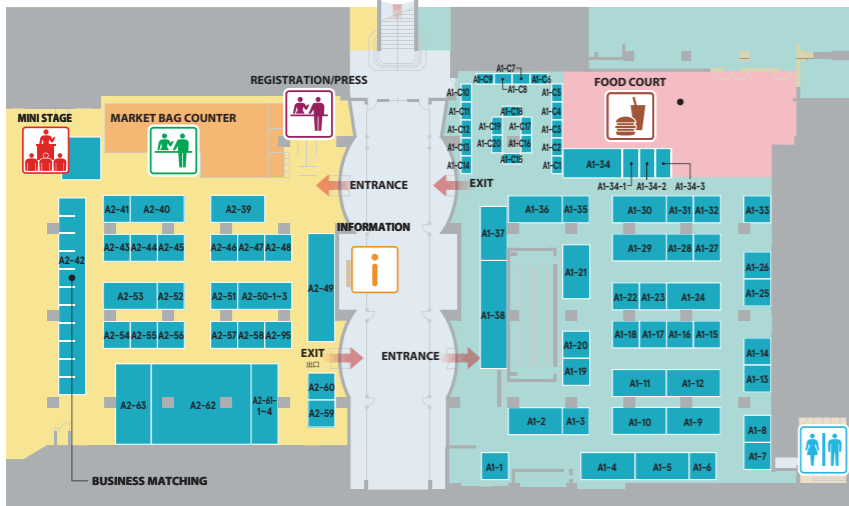 A1-C7
A1-C9
A1-C6
A1-C8
REGISTRATION/PRESS
FOOD COURT
A1-C10
A1-C5
MINI STAGE
MARKET BAG COUNTER
A1-C11
A1-C18
A1-C4
A1-C12
A1-C19
A1-C17
A1-C3
A1-C13
A1-C20
A1-C16
A1-C2
A1-C14
A1-C15
A1-C1
A1-34
ENTRANCE
EXIT
A1-34-1
A1-34-2
A1-34-3
A2-41
A2-40
A2-39
A1-36
A1-35
A1-30
A1-31
A1-32
A1-33
INFORMATION
A1-37
A2-43
A2-44
A2-45
A2-46
A2-47
A2-48
A1-29
A1-28
A1-27
A2-42
A1-21
A1-26
A2-49
A2-53
A2-52
A2-51
A2-50-1~3
A1-22
A1-23
A1-24
A1-25
A1-38
A2-54
A2-55
A2-56
A2-57
A2-58
A2-95
A1-18
A1-17
A1-16
A1-15
A1-20
EXIT
出口
ENTRANCE
A1-14
A1-19
A1-13
A2-60
A1-11
A1-12
A2-63
A2-62
A2-61-
1~4
A2-59
A1-2
A1-3
A1-10
A1-9
A1-8
A1-7
A1-1
A1-4
A1-5
A1-6
BUSINESS MATCHING